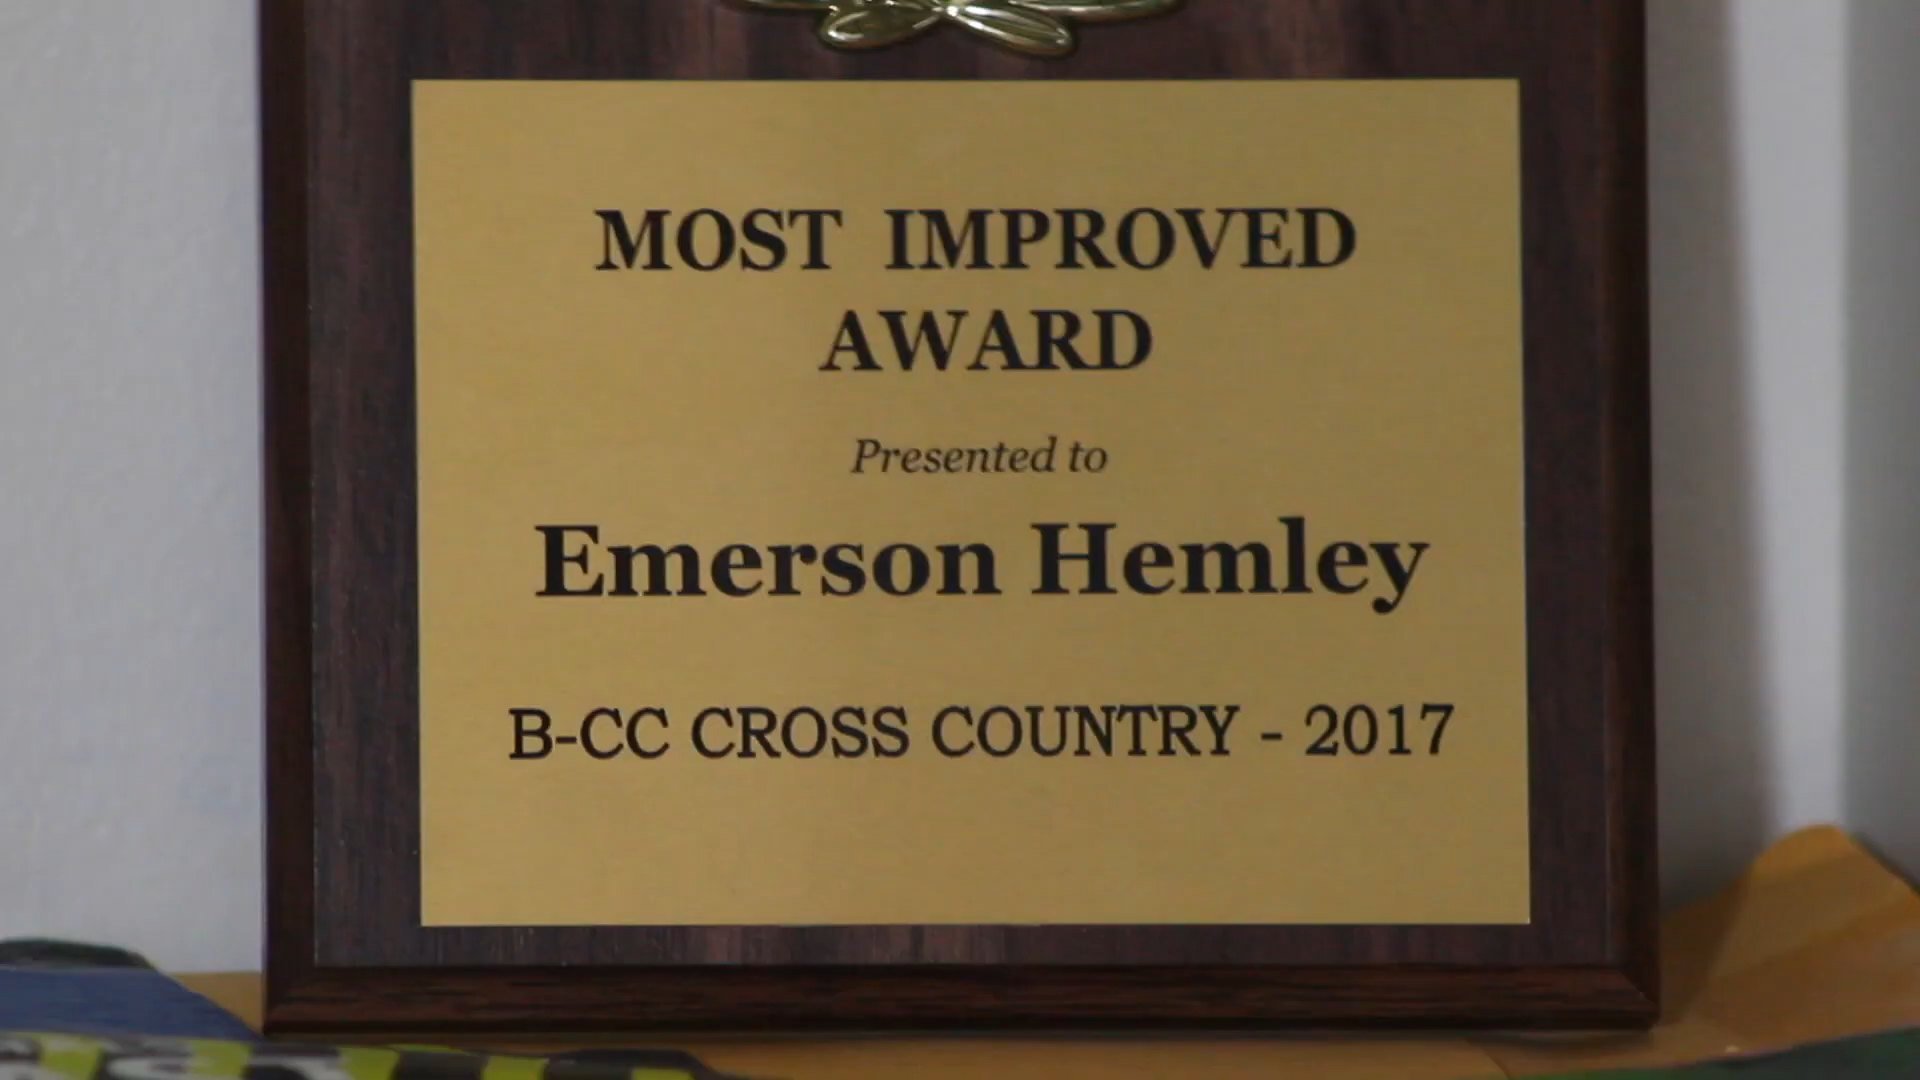 MOST IMPROVED
AWARD
Presented to
Emerson Hemley
B-CC CROSS COUNTRY - 2017